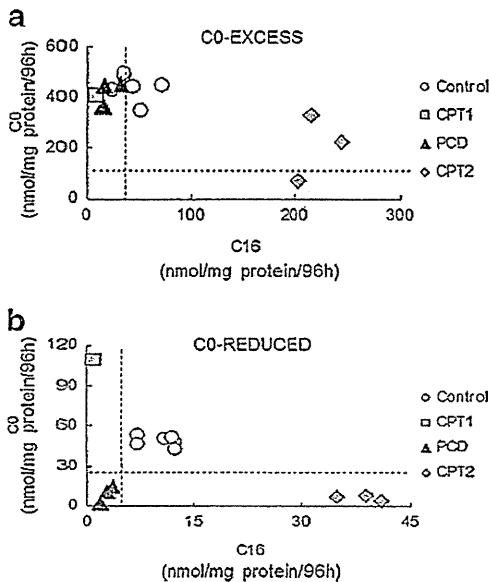 a
C0-EXCESS
C0
(nmol/mg protein/96h)
600
400
200
0
0
100
200
300
C16
(nmol/mg protein/96h)
Control
CPT1
PCD
CPT2
b
C0-REDUCED
C0
(nmol/mg protein/96h)
120
90
60
30
0
0
15
30
45
C16
(nmol/mg protein/96h)
Control
CPT1
PCD
CPT2